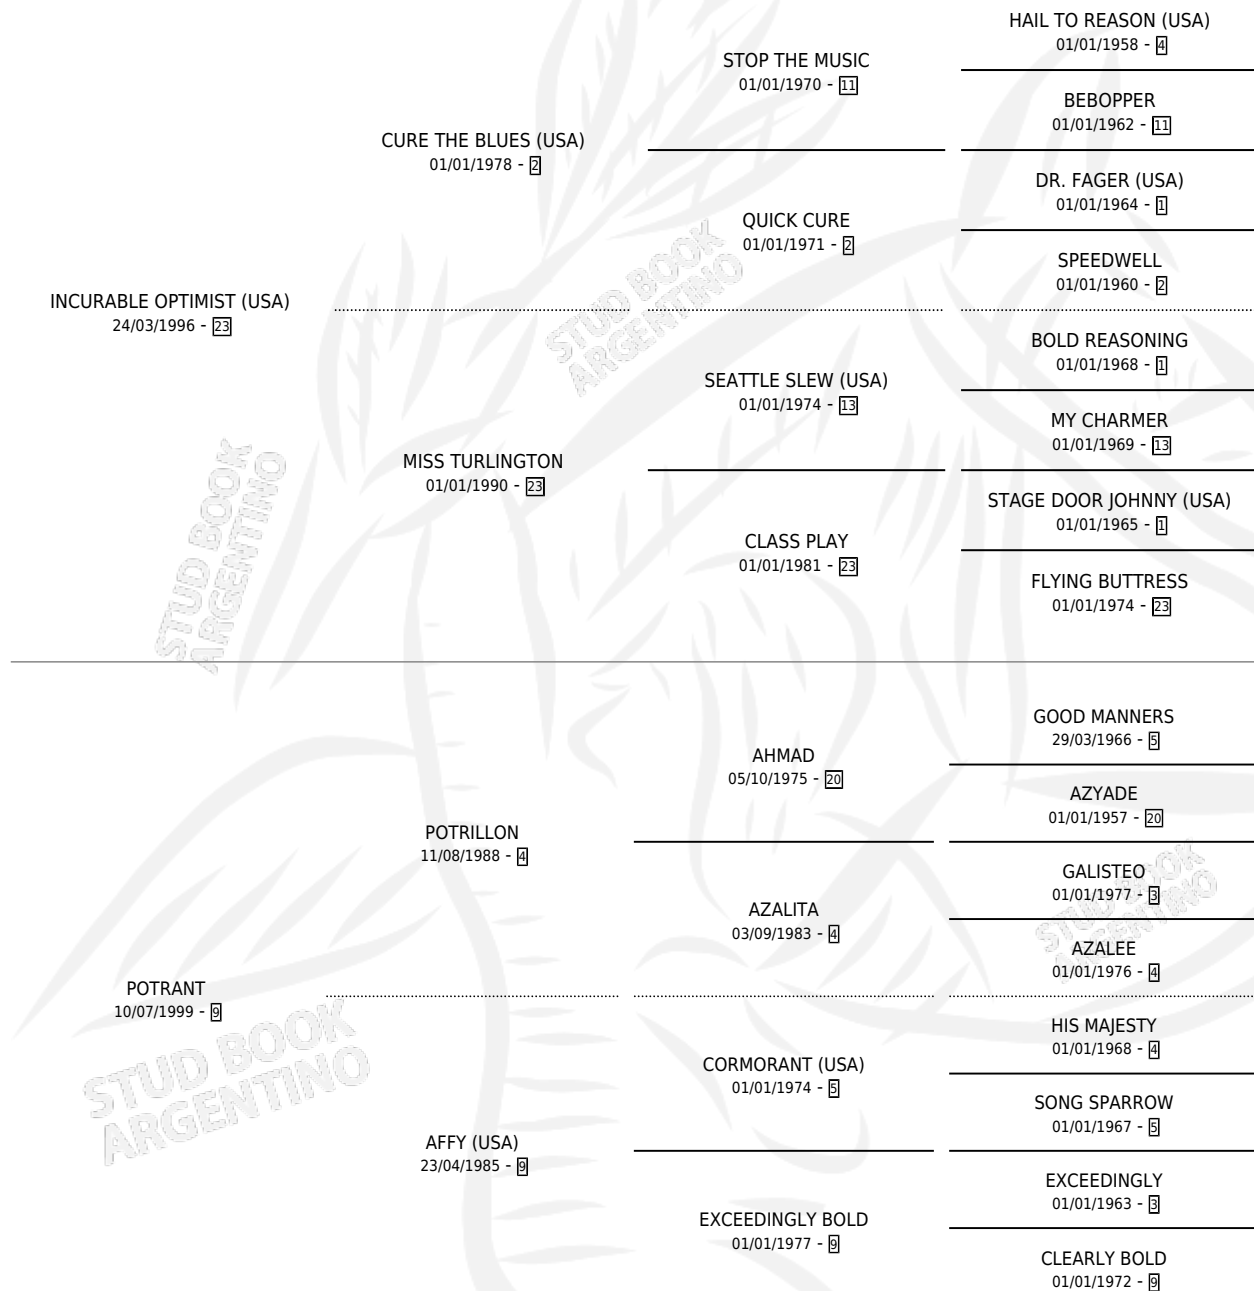 HAIL TO REASON (USA)
01/01/1958 - 4
STOP THE MUSIC
01/01/1970 - 11
BEBOPPER
01/01/1962 - 11
CURE THE BLUES (USA)
01/01/1978 - 2
DR. FAGER (USA)
01/01/1964 - 1
QUICK CURE
01/01/1971 - 2
SPEEDWELL
01/01/1960 - 2
INCURABLE OPTIMIST (USA)
24/03/1996 - 23
BOLD REASONING
01/01/1968 - 1
SEATTLE SLEW (USA)
01/01/1974 - 13
MY CHARMER
01/01/1969 - 13
MISS TURLINGTON
01/01/1990 - 23
STAGE DOOR JOHNNY (USA)
01/01/1965 - 1
CLASS PLAY
01/01/1981 - 23
FLYING BUTTRESS
01/01/1974 - 23
GOOD MANNERS
29/03/1966 - 5
AHMAD
05/10/1975 - 20
AZYADE
01/01/1957 - 20
POTRILLON
11/08/1988 - 4
GALISTEO
01/01/1977 - 3
AZALITA
03/09/1983 - 4
AZALEE
01/01/1976 - 4
POTRANT
10/07/1999 - 9
HIS MAJESTY
01/01/1968 - 4
CORMORANT (USA)
01/01/1974 - 5
SONG SPARROW
01/01/1967 - 5
AFFY (USA)
23/04/1985 - 9
EXCEEDINGLY
01/01/1963 - 3
EXCEEDINGLY BOLD
01/01/1977 - 9
CLEARLY BOLD
01/01/1972 - 9
STUD BOOK
ARGENTINO
STUD BOOK
ARGENTINO
STUD BOOK
ARGENTINO
STUD BOOK
ARGENTINO